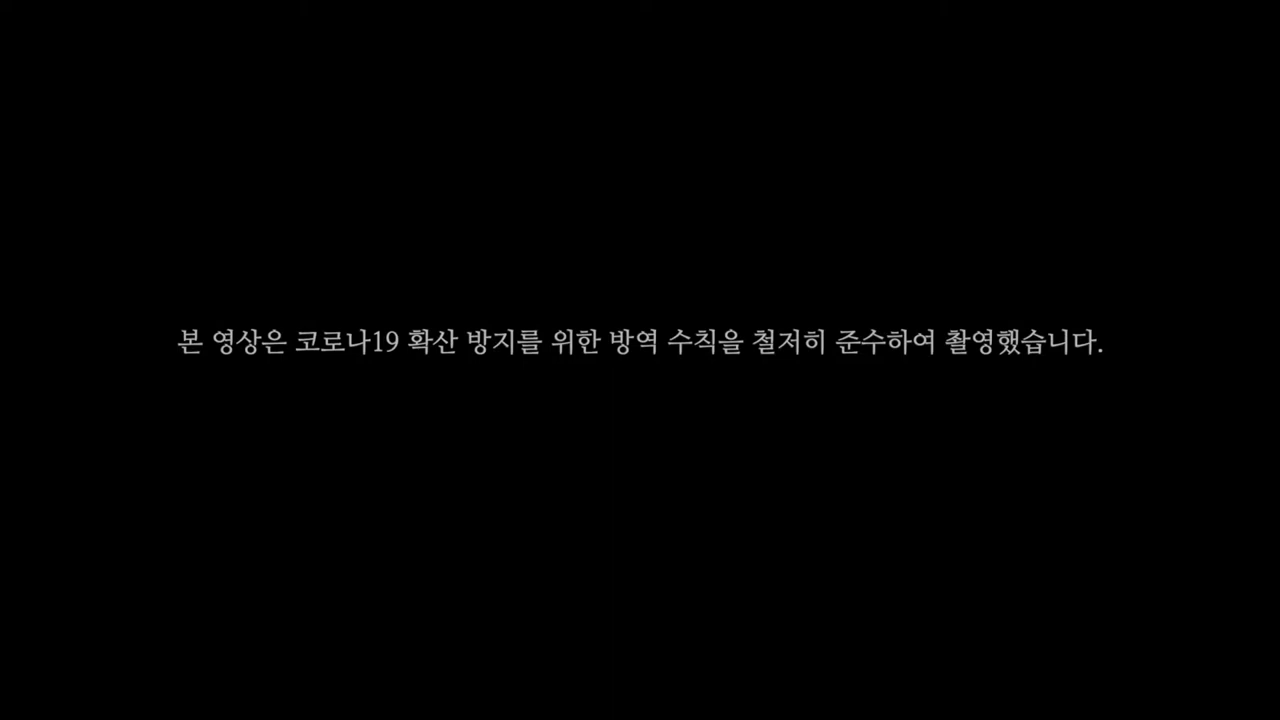 본 영상은 코로나19 확산 방지를 위한 방역 수칙을 철저히 준수하여 촬영했습니다.